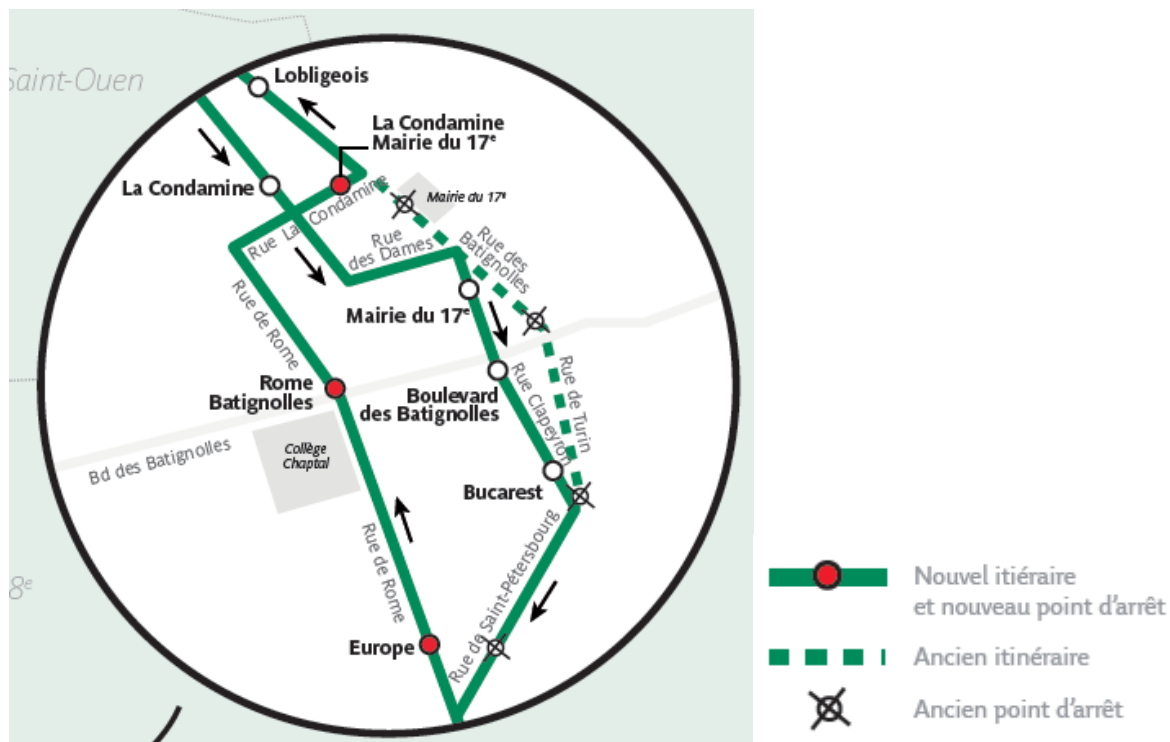 Saint-Ouen
Lobligeois
La Condamine
Mairie du 17e
La Condamine
Mairie du 17e
Rue La Condamine
Rue
des Dames
Rue des
Batignolles
Rue de Rome
Mairie du 17e
Rome
Batignolles
Boulevard
des Batignolles
Rue Clapeyron
Rue de Turin
Bd des Batignolles
Collège
Chaptal
Bucarest
Rue de Rome
Rue de Saint-Pétersbourg
8e
Europe
Nouvel itiéraire
et nouveau point d'arrêt
Ancien itinéraire
Ancien point d'arrêt